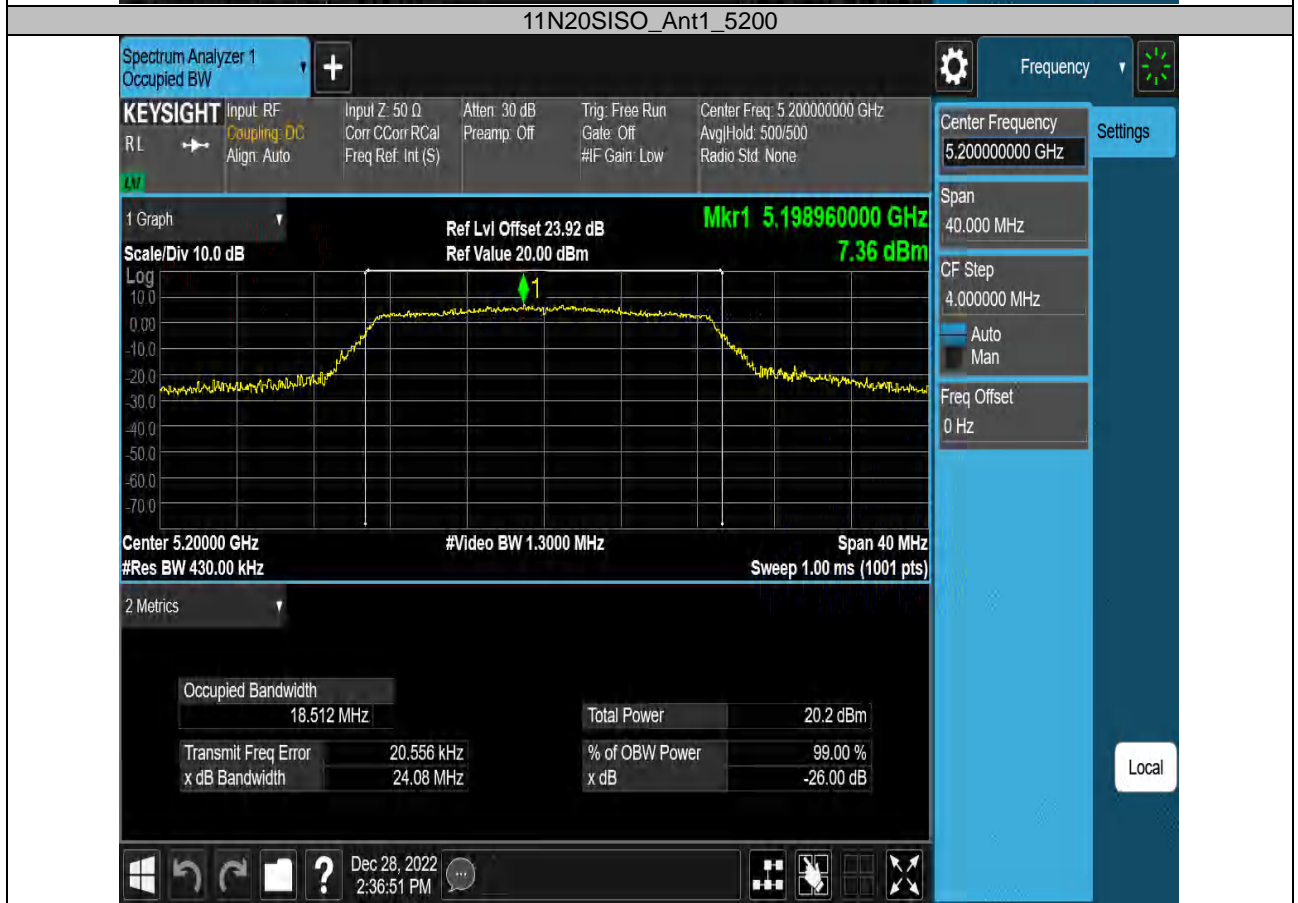 11N20SISO_Ant1_5200
Spectrum Analyzer 1
Occupied BW
Frequency
KEYSIGHT
RL
Input: RF
Coupling: DC
Align: Auto
Input Z: 50 Ω
Corr CCorr RCal
Freq Ref: Int (S)
Atten: 30 dB
Preamp: Off
Trig: Free Run
Gate: Off
#IF Gain: Low
Center Freq: 5.200000000 GHz
Avg|Hold: 500/500
Radio Std: None
Center Frequency
5.200000000 GHz
Settings
Span
40.000 MHz
CF Step
4.000000 MHz
Auto
Man
Freq Offset
0 Hz
1 Graph
Scale/Div 10.0 dB
Ref Lvl Offset 23.92 dB
Ref Value 20.00 dBm
Mkr1 5.198960000 GHz
7.36 dBm
Log
10.0
0.00
-10.0
-20.0
-30.0
-40.0
-50.0
-60.0
-70.0
1
Center 5.20000 GHz
#Video BW 1.3000 MHz
Span 40 MHz
#Res BW 430.00 kHz
Sweep 1.00 ms (1001 pts)
2 Metrics
Occupied Bandwidth
18.512 MHz
Total Power 20.2 dBm
Transmit Freq Error 20.556 kHz
% of OBW Power 99.00 %
x dB Bandwidth 24.08 MHz
x dB -26.00 dB
Local
?
Dec 28, 2022
2:36:51 PM